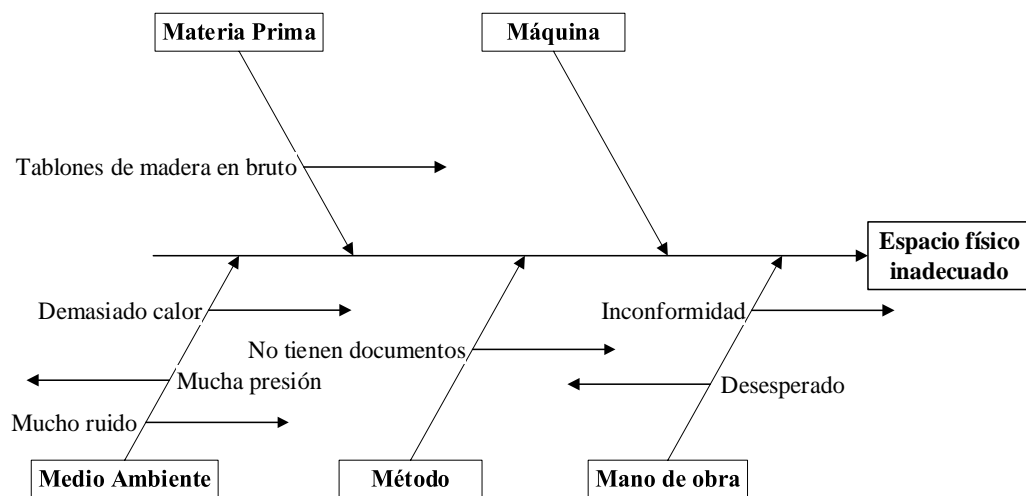 Materia Prima
Máquina
Tablones de madera en bruto
Espacio físico
inadecuado
Demasiado calor
Inconformidad
No tienen documentos
Mucha presión
Desesperado
Mucho ruido
Medio Ambiente
Método
Mano de obra